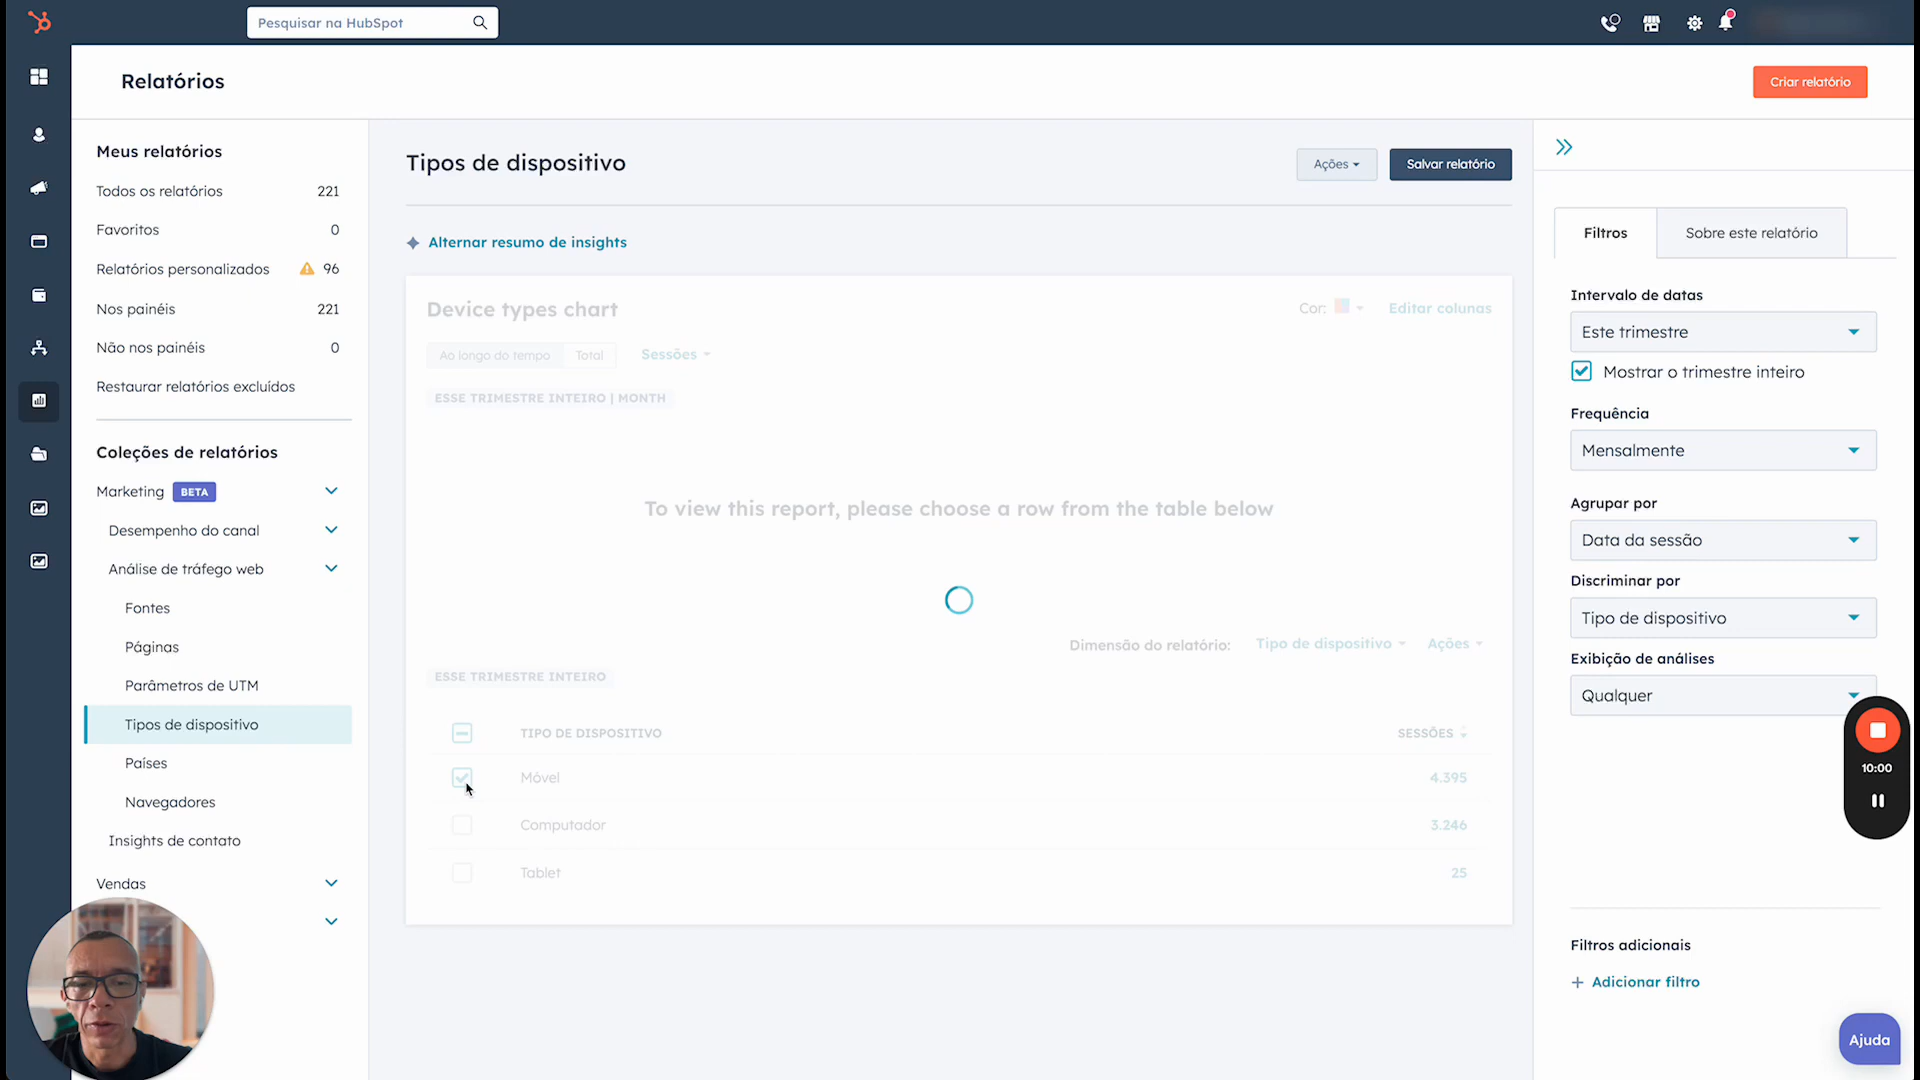 Pesquisar na HubSpot
Relatórios
Criar relatório
Meus relatórios
Todos os relatórios 221
Favoritos 0
Relatórios personalizados 96
Nos painéis 221
Não nos painéis 0
Restaurar relatórios excluídos
Coleções de relatórios
Marketing BETA
Desempenho do canal
Análise de tráfego web
Fontes
Páginas
Parâmetros de UTM
Tipos de dispositivo
Países
Navegadores
Insights de contato
Vendas
Tipos de dispositivo
Ações
Salvar relatório
Alternar resumo de insights
Device types chart
Cor:
Editar colunas
Ao longo do tempo
Total
Sessões
ESSE TRIMESTRE INTEIRO | MONTH
To view this report, please choose a row from the table below
Dimensão do relatório: Tipo de dispositivo Ações
ESSE TRIMESTRE INTEIRO
TIPO DE DISPOSITIVO SESSÕES
Móvel 4.395
Computador 3.246
Tablet 25
Filtros
Sobre este relatório
Intervalo de datas
Este trimestre
Mostrar o trimestre inteiro
Frequência
Mensalmente
Agrupar por
Data da sessão
Discriminar por
Tipo de dispositivo
Exibição de análises
Qualquer
10:00
Filtros adicionais
+ Adicionar filtro
Ajuda